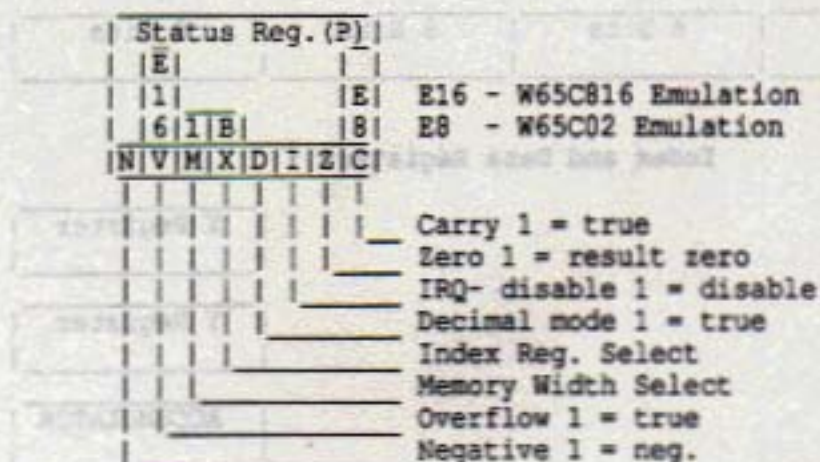 Status Reg.(P)
E
1 E E16 - W65C816 Emulation
6 1 B 8 E8 - W65C02 Emulation
N V M X D I Z C
Carry 1 = true
Zero 1 = result zero
IRQ- disable 1 = disable
Decimal mode 1 = true
Index Reg. Select
Memory Width Select
Overflow 1 = true
Negative 1 = neg.